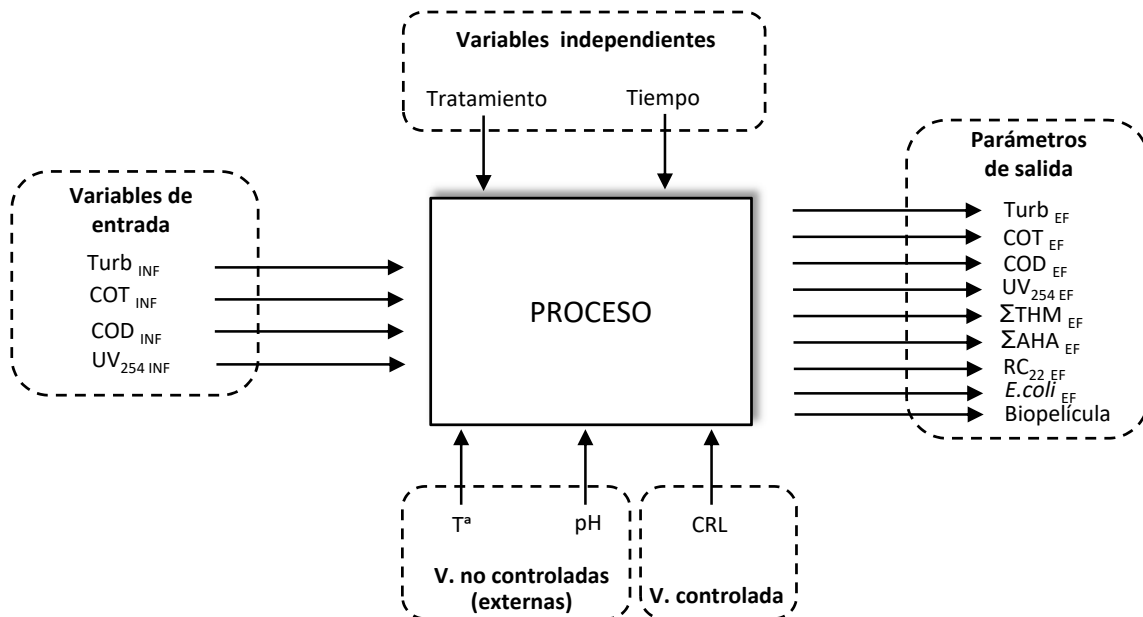 Variables independientes
Tratamiento
Tiempo
Variables de
entrada
Turb INF
COT INF
COD INF
UV254 INF
PROCESO
Parámetros
de salida
Turb EF
COT EF
COD EF
UV254 EF
ΣTHM EF
ΣAHA EF
RC22 EF
E.coli EF
Biopelícula
Tª
pH
V. no controladas
(externas)
CRL
V. controlada